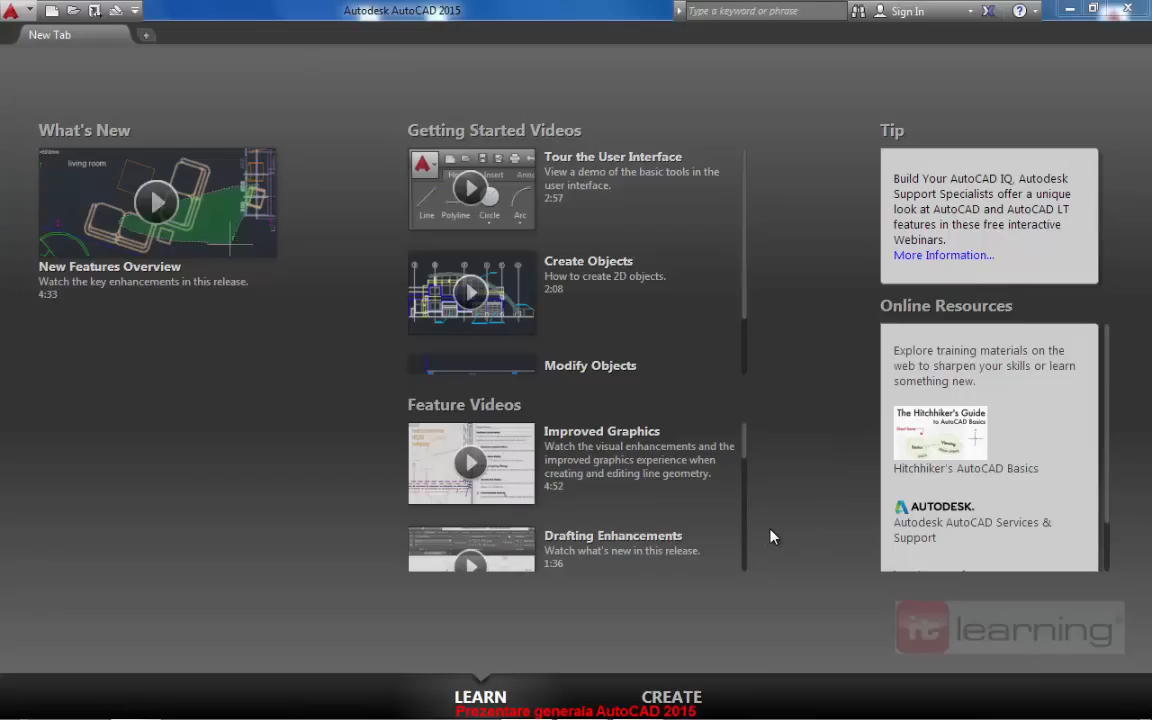 Autodesk AutoCAD 2015
Type a keyword or phrase
Sign In
New Tab
What's New
living room
New Features Overview
Watch the key enhancements in this release.
4:33
Getting Started Videos
Line Polyline Circle Arc
Tour the User Interface
View a demo of the basic tools in the
user interface.
2:57
Create Objects
How to create 2D objects.
2:08
Modify Objects
Feature Videos
Improved Graphics
Watch the visual enhancements and the
improved graphics experience when
creating and editing line geometry.
4:52
Drafting Enhancements
Watch what's new in this release.
1:36
Tip
Build Your AutoCAD IQ, Autodesk
Support Specialists offer a unique
look at AutoCAD and AutoCAD LT
features in these free interactive
Webinars.
More Information...
Online Resources
Explore training materials on the
web to sharpen your skills or learn
something new.
The Hitchhiker's Guide
to AutoCAD Basics
Hitchhiker's AutoCAD Basics
AUTODESK.
Autodesk AutoCAD Services &
Support
it learning
LEARN
CREATE
Prezentare generala AutoCAD 2015